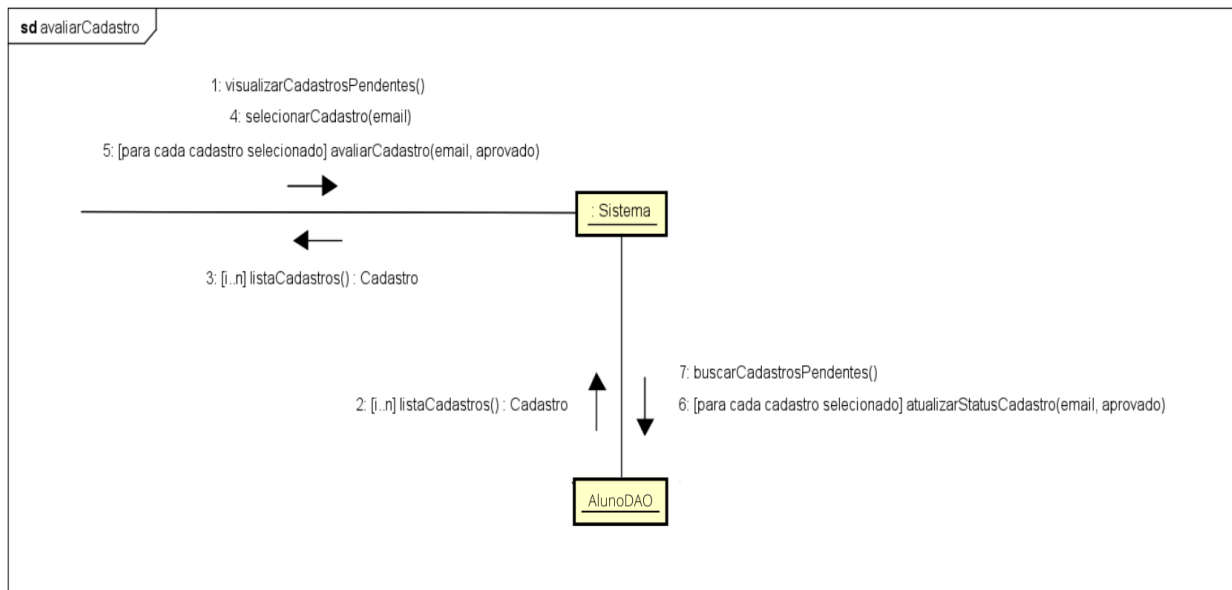 sd avaliarCadastro
1: visualizarCadastrosPendentes()
4: selecionarCadastro(email)
5: [para cada cadastro selecionado] avaliarCadastro(email, aprovado)
: Sistema
3: [i..n] listaCadastros() : Cadastro
7: buscarCadastrosPendentes()
2: [i..n] listaCadastros() : Cadastro
6: [para cada cadastro selecionado] atualizarStatusCadastro(email, aprovado)
AlunoDAO